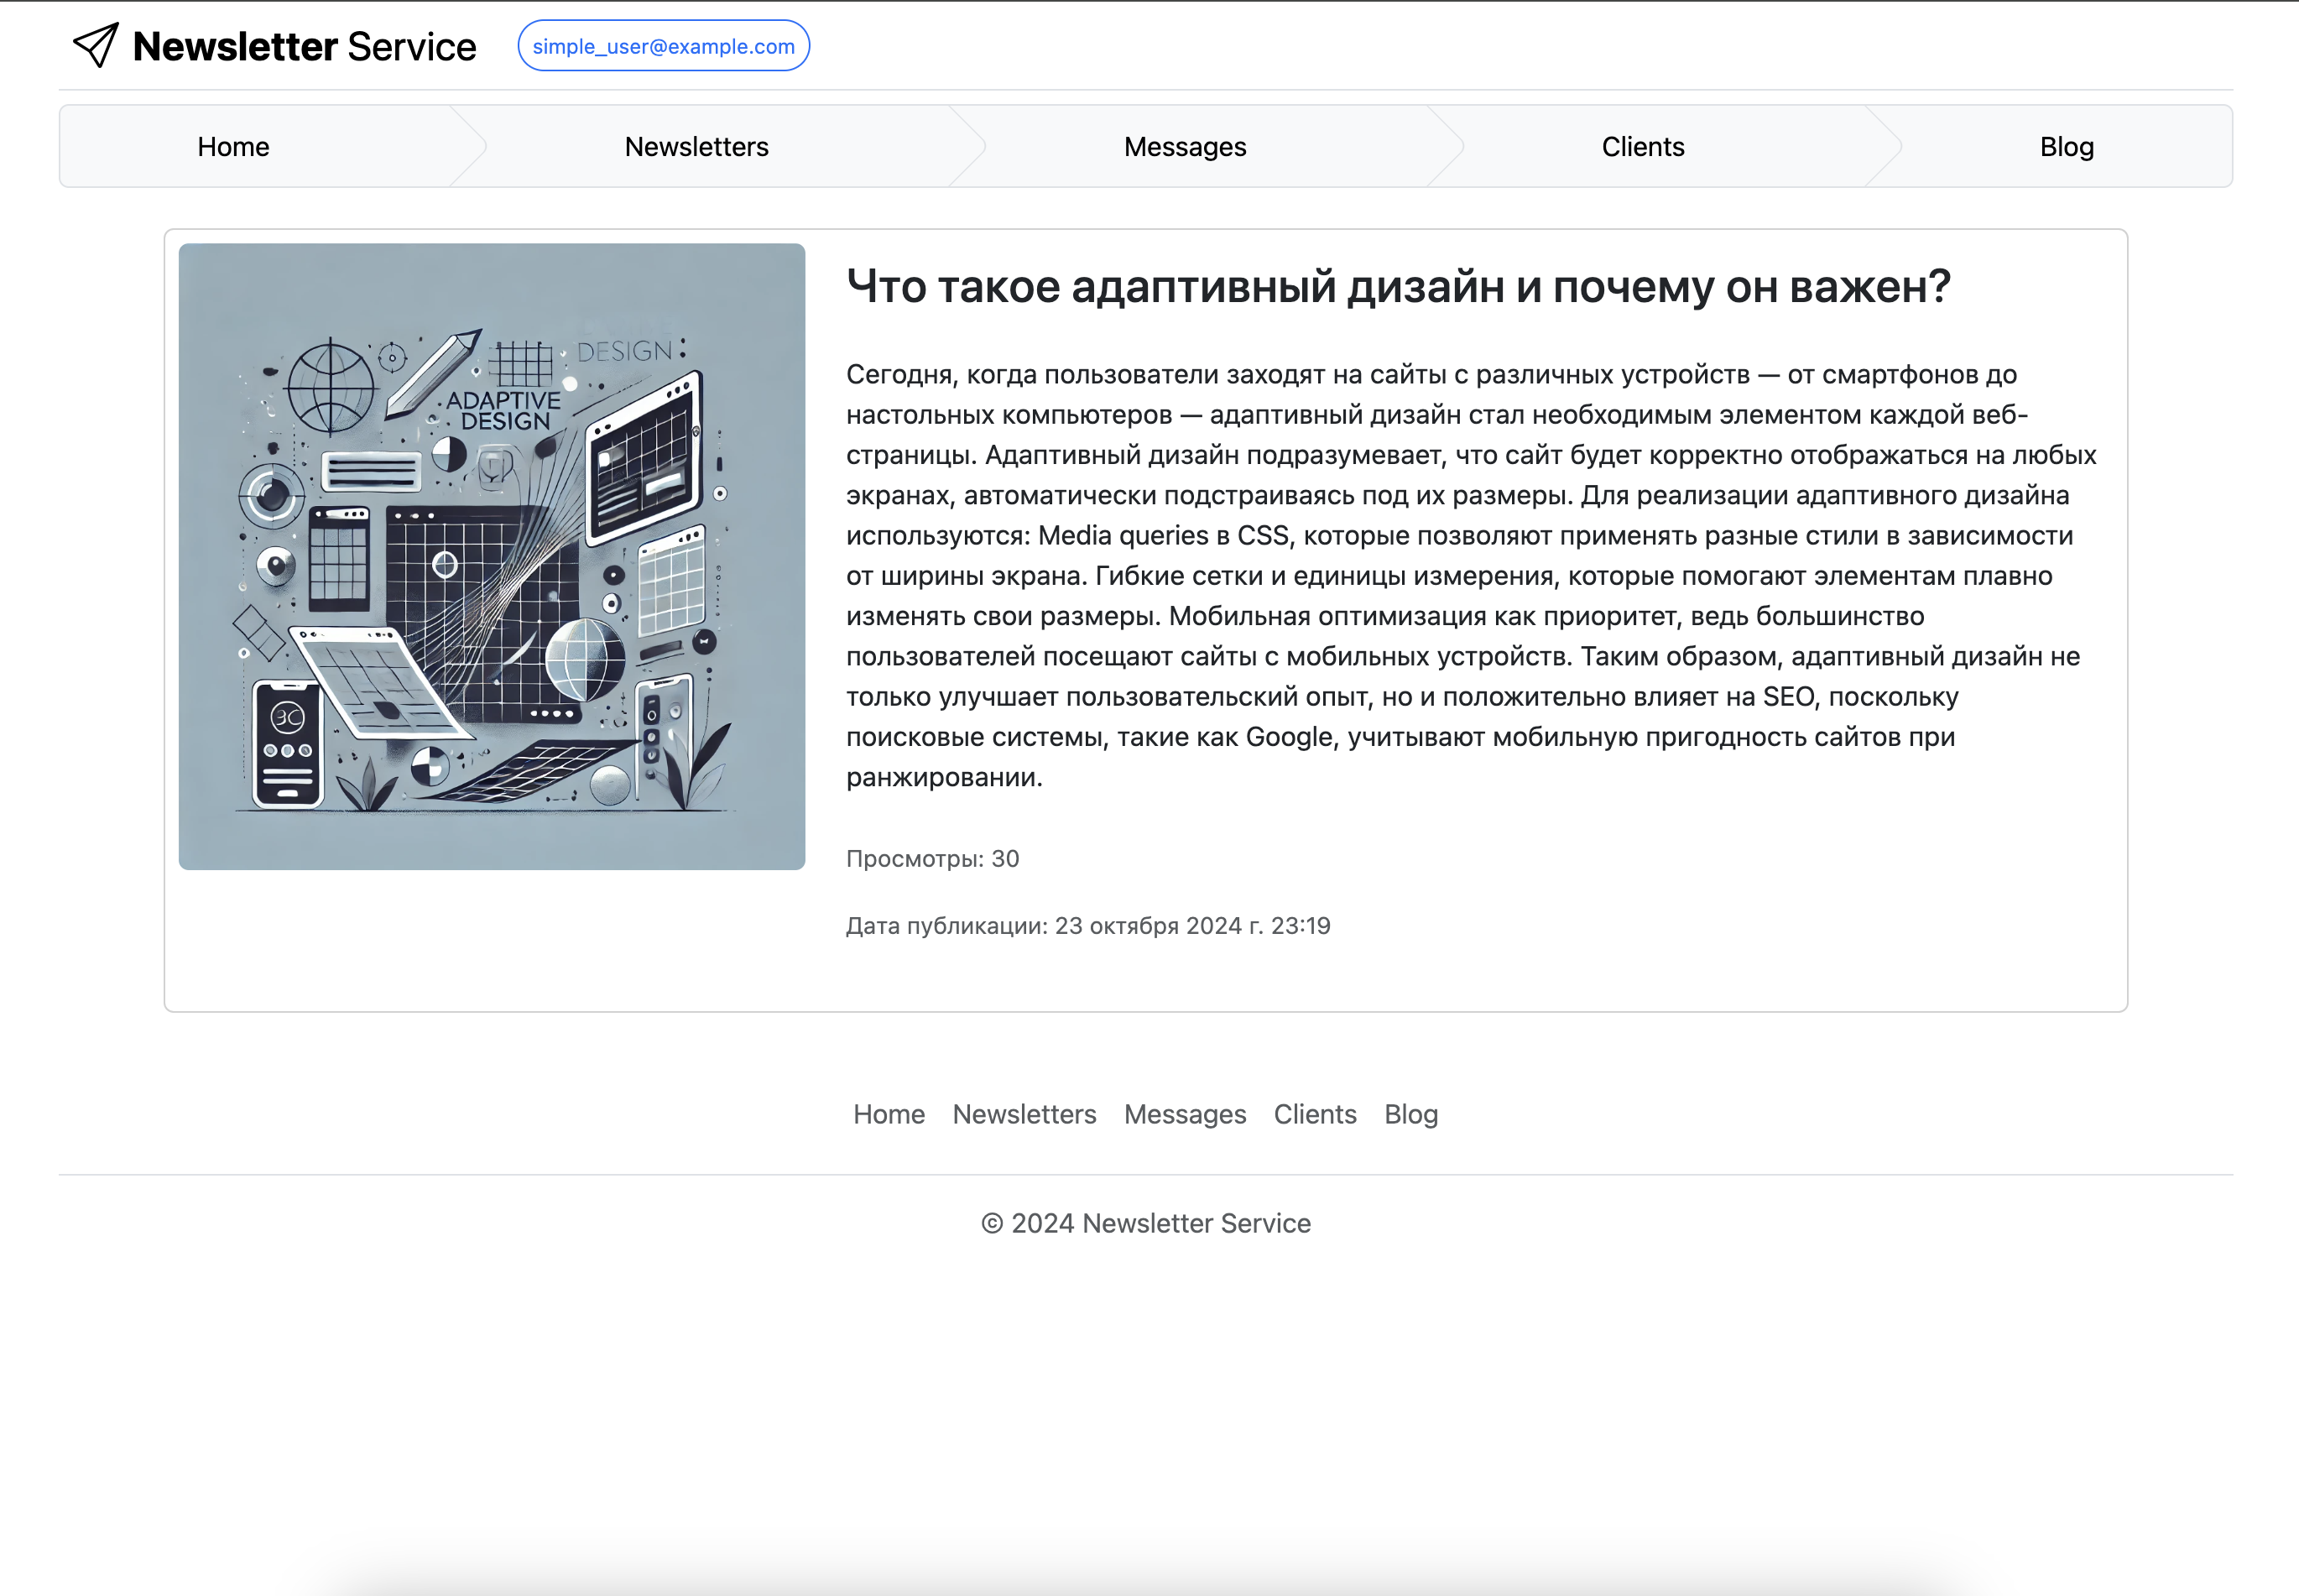 Newsletter Service
simple_user@example.com
Home
Newsletters
Messages
Clients
Blog
DESIGN
ADAPTIVE
DESIGN
Что такое адаптивный дизайн и почему он важен?
Сегодня, когда пользователи заходят на сайты с различных устройств — от смартфонов до
настольных компьютеров — адаптивный дизайн стал необходимым элементом каждой веб-
страницы. Адаптивный дизайн подразумевает, что сайт будет корректно отображаться на любых
экранах, автоматически подстраиваясь под их размеры. Для реализации адаптивного дизайна
используются: Media queries в CSS, которые позволяют применять разные стили в зависимости
от ширины экрана. Гибкие сетки и единицы измерения, которые помогают элементам плавно
изменять свои размеры. Мобильная оптимизация как приоритет, ведь большинство
пользователей посещают сайты с мобильных устройств. Таким образом, адаптивный дизайн не
только улучшает пользовательский опыт, но и положительно влияет на SEO, поскольку
поисковые системы, такие как Google, учитывают мобильную пригодность сайтов при
ранжировании.
Просмотры: 30
Дата публикации: 23 октября 2024 г. 23:19
Home Newsletters Messages Clients Blog
© 2024 Newsletter Service